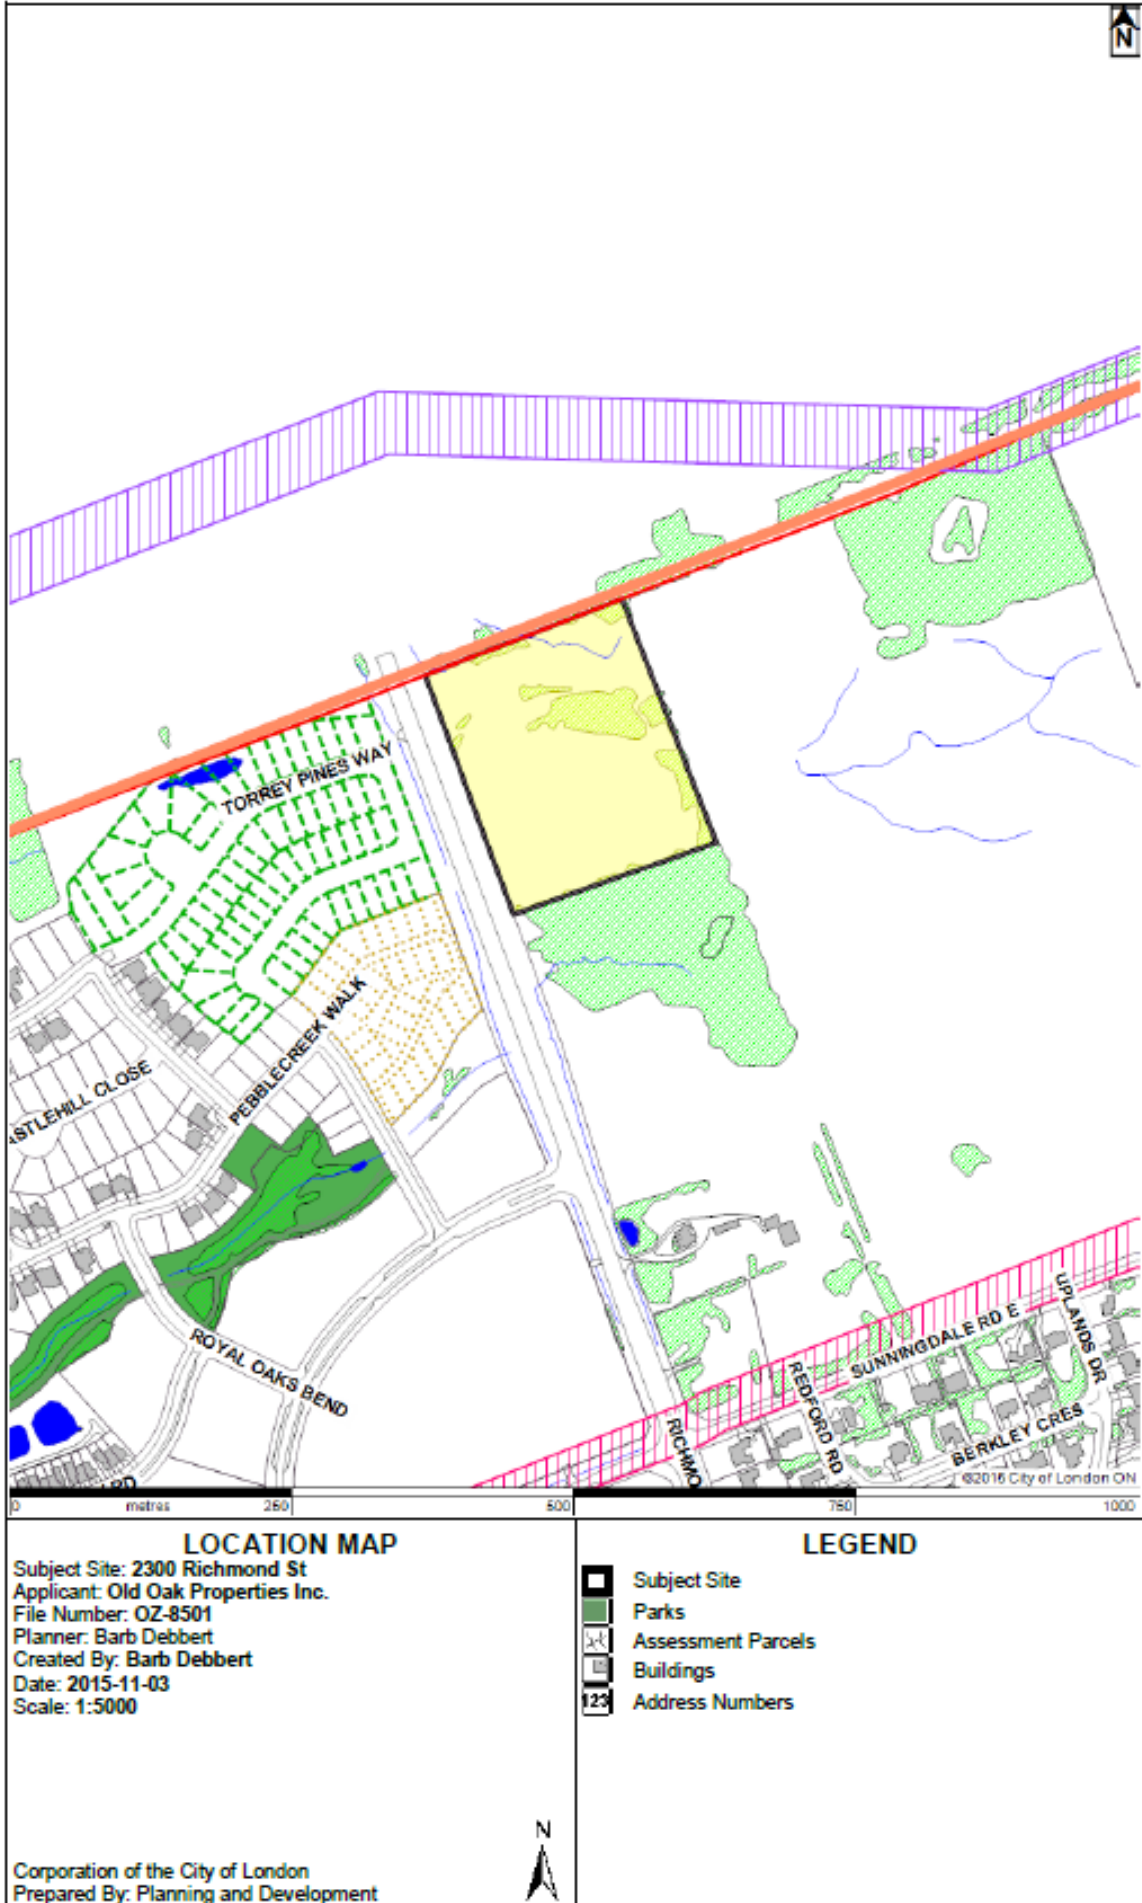 N
TORREY PINES WAY
PEBBLECREEK WALK
ASTLEHILL CLOSE
ROYAL OAKS BEND
SUNNINGDALE RD E
UPLANDS DR
REDFORD RD
RICHMO
BERKLEY CRES
RD
©2016 City of London ON
0 metres 250 500 750 1000
LOCATION MAP
Subject Site: 2300 Richmond St
Applicant: Old Oak Properties Inc.
File Number: OZ-8501
Planner: Barb Debbert
Created By: Barb Debbert
Date: 2015-11-03
Scale: 1:5000
N
Corporation of the City of London
Prepared By: Planning and Development
LEGEND
Subject Site
Parks
Assessment Parcels
Buildings
123 Address Numbers